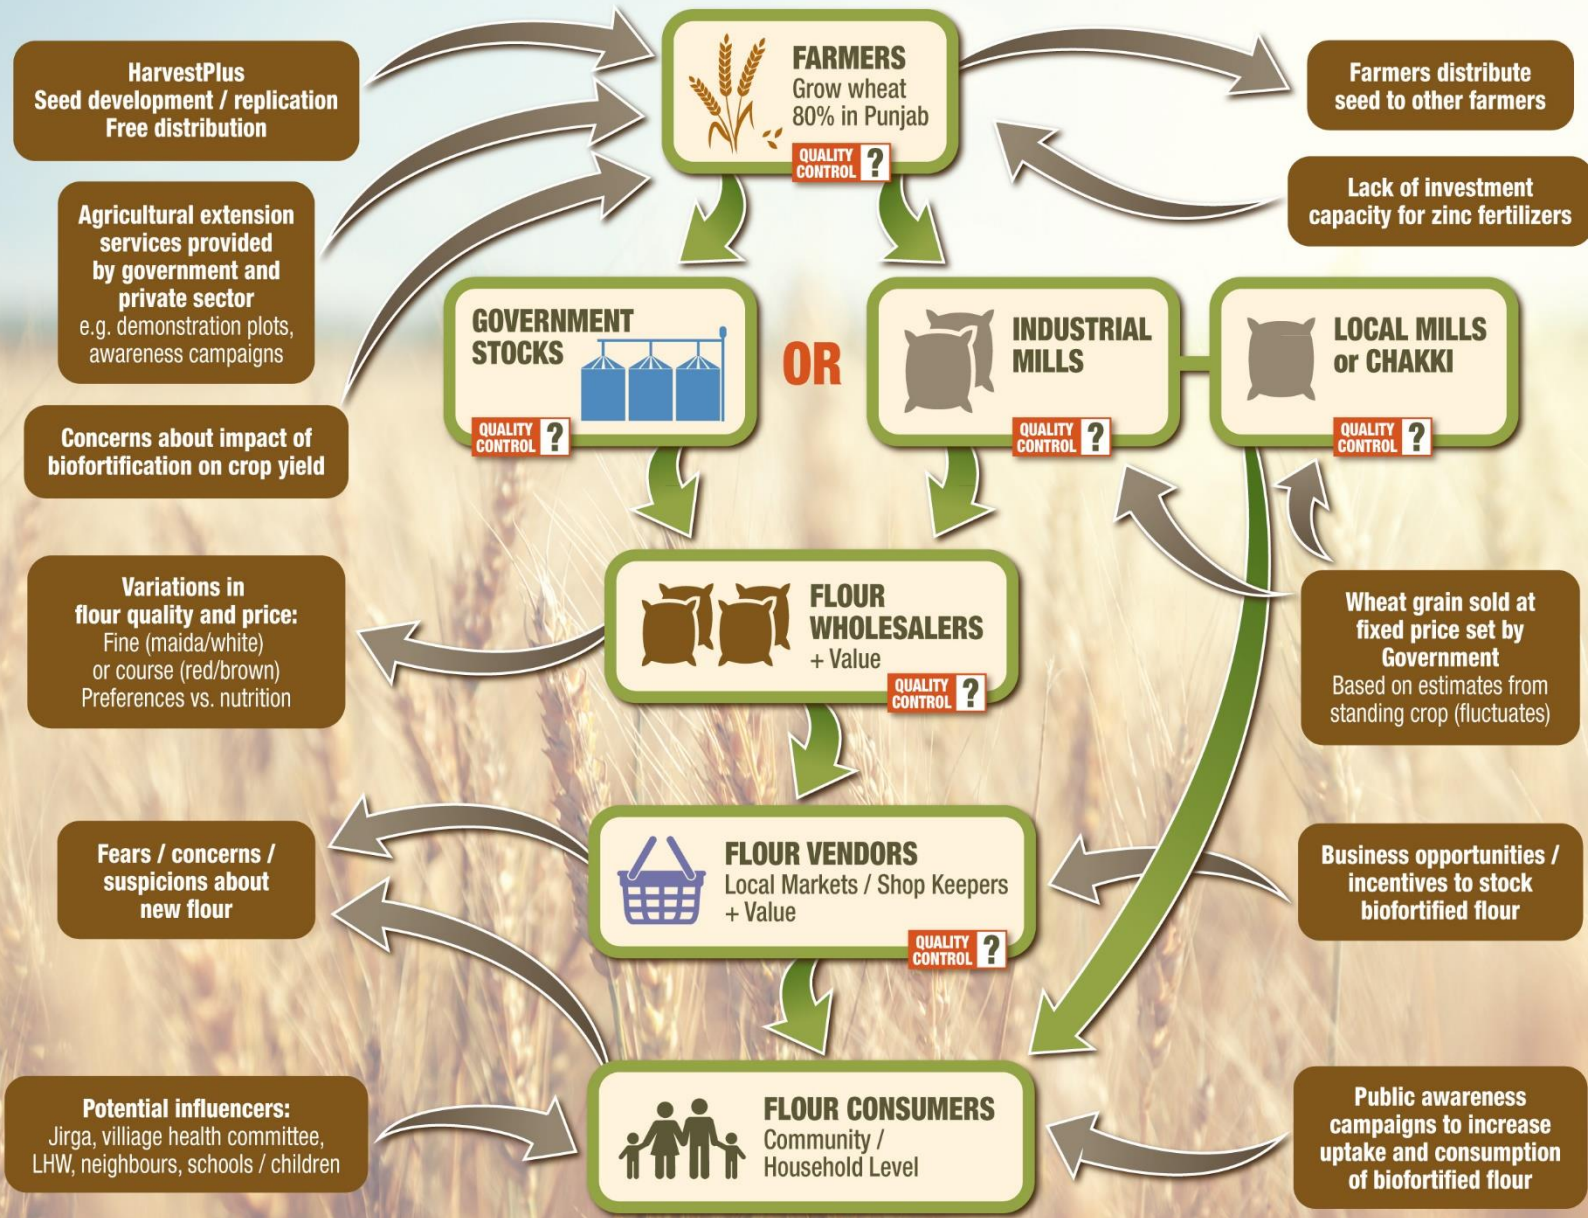 HarvestPlus
Seed development / replication
Free distribution
FARMERS
Grow wheat
80% in Punjab
QUALITY
CONTROL ?
Farmers distribute
seed to other farmers
Agricultural extension
services provided
by government and
private sector
e.g. demonstration plots,
awareness campaigns
Lack of investment
capacity for zinc fertilizers
Concerns about impact of
biofortification on crop yield
GOVERNMENT
STOCKS
QUALITY
CONTROL ?
OR
INDUSTRIAL
MILLS
QUALITY
CONTROL ?
LOCAL MILLS
or CHAKKI
QUALITY
CONTROL ?
Variations in
flour quality and price:
Fine (maida/white)
or course (red/brown)
Preferences vs. nutrition
FLOUR
WHOLESALERS
+ Value
QUALITY
CONTROL ?
Wheat grain sold at
fixed price set by
Government
Based on estimates from
standing crop (fluctuates)
Fears / concerns /
suspicions about
new flour
FLOUR VENDORS
Local Markets / Shop Keepers
+ Value
QUALITY
CONTROL ?
Business opportunities /
incentives to stock
biofortified flour
Potential influencers:
Jirga, villiage health committee,
LHW, neighbours, schools / children
FLOUR CONSUMERS
Community /
Household Level
Public awareness
campaigns to increase
uptake and consumption
of biofortified flour